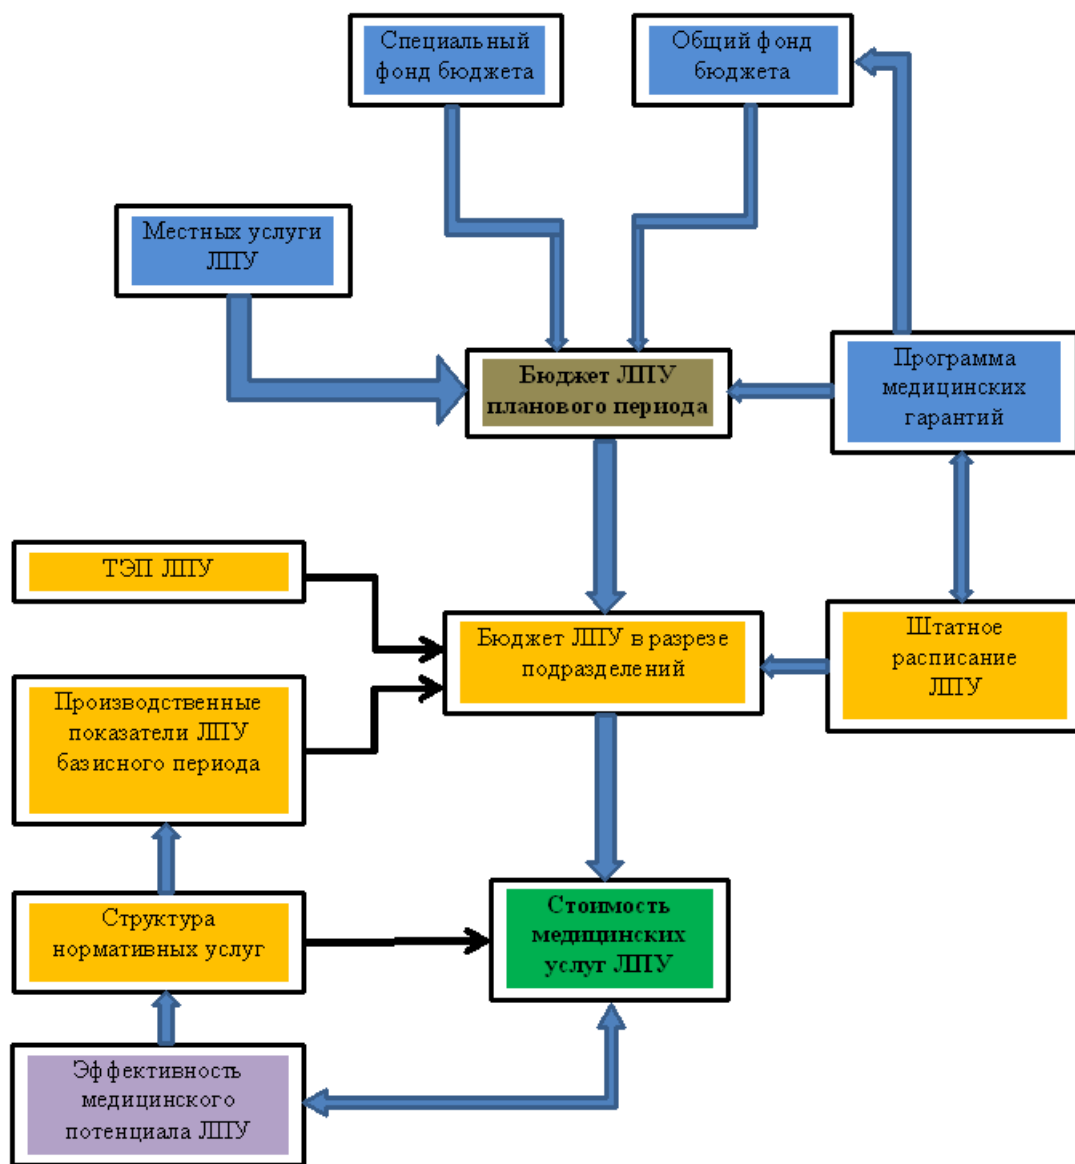 Специальный
фонд бюджета
Общий фонд
бюджета
Местных услуги
ЛПУ
Бюджет ЛПУ
планового периода
Программа
медицинских
гарантий
ТЭП ЛПУ
Бюджет ЛПУ в разрезе
подразделений
Штатное
расписание
ЛПУ
Производственные
показатели ЛПУ
базисного периода
Структура
нормативных услуг
Стоимость
медицинских
услуг ЛПУ
Эффективность
медицинского
потенциала ЛПУ